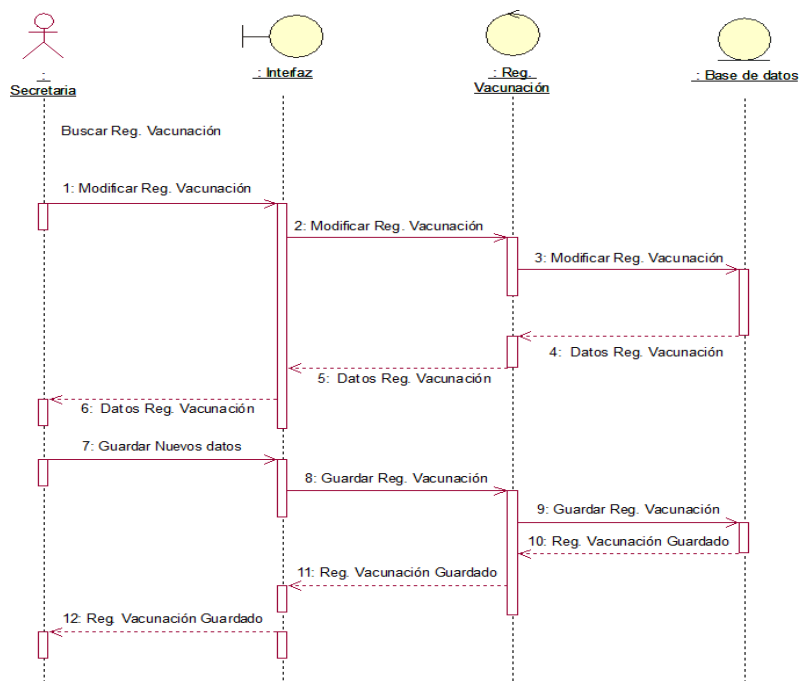 :
Secretaria
: Interfaz
: Reg.
Vacunación
: Base de datos
Buscar Reg. Vacunación
1: Modificar Reg. Vacunación
2: Modificar Reg. Vacunación
3: Modificar Reg. Vacunación
4: Datos Reg. Vacunación
5: Datos Reg. Vacunación
6: Datos Reg. Vacunación
7: Guardar Nuevos datos
8: Guardar Reg. Vacunación
9: Guardar Reg. Vacunación
10: Reg. Vacunación Guardado
11: Reg. Vacunación Guardado
12: Reg. Vacunación Guardado